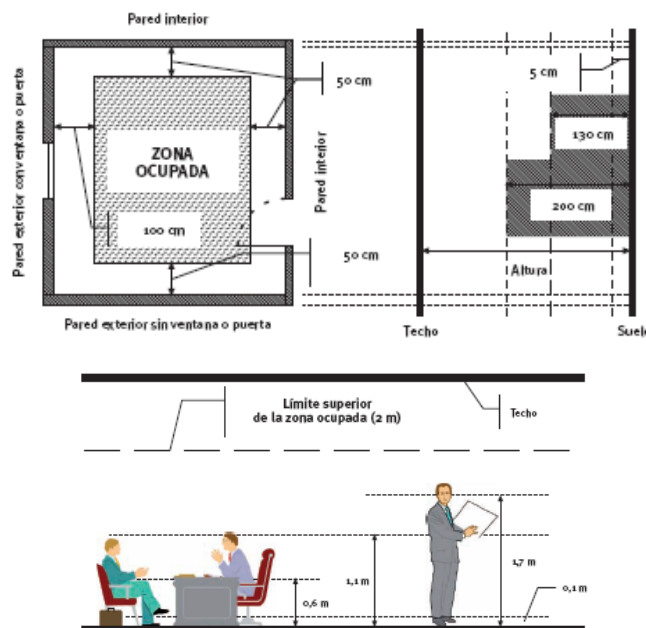 Pared interior
50 cm
5 cm
130 cm
Pared exterior con ventana o puerta
ZONA
OCUPADA
Pared interior
100 cm
200 cm
50 cm
Altura
Pared exterior sin ventana o puerta
Techo
Suelo
Límite superior
de la zona ocupada (2 m)
Techo
1,7 m
1,1 m
0,1 m
0,6 m